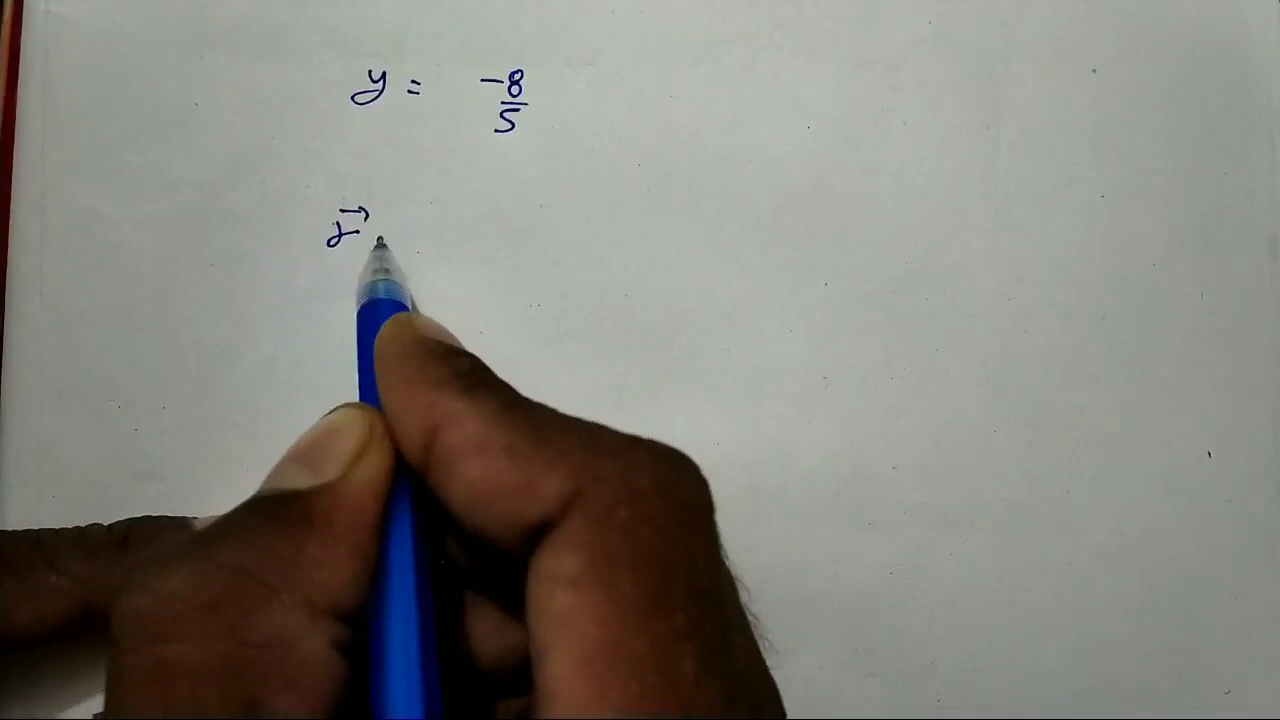 y = -8/5
y →